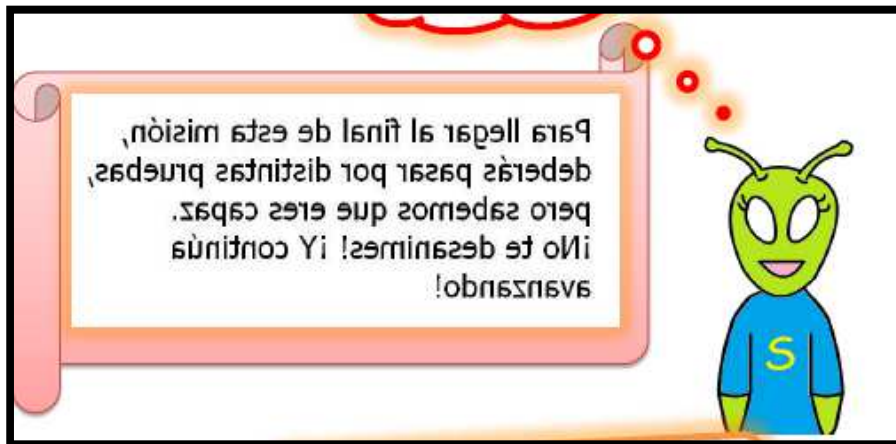 Para llegar al final de esta misión,
deberás pasar por distintas pruebas,
pero sabemos que eres capaz.
¡No te desanimes! ¡Y continúa
avanzando!
S